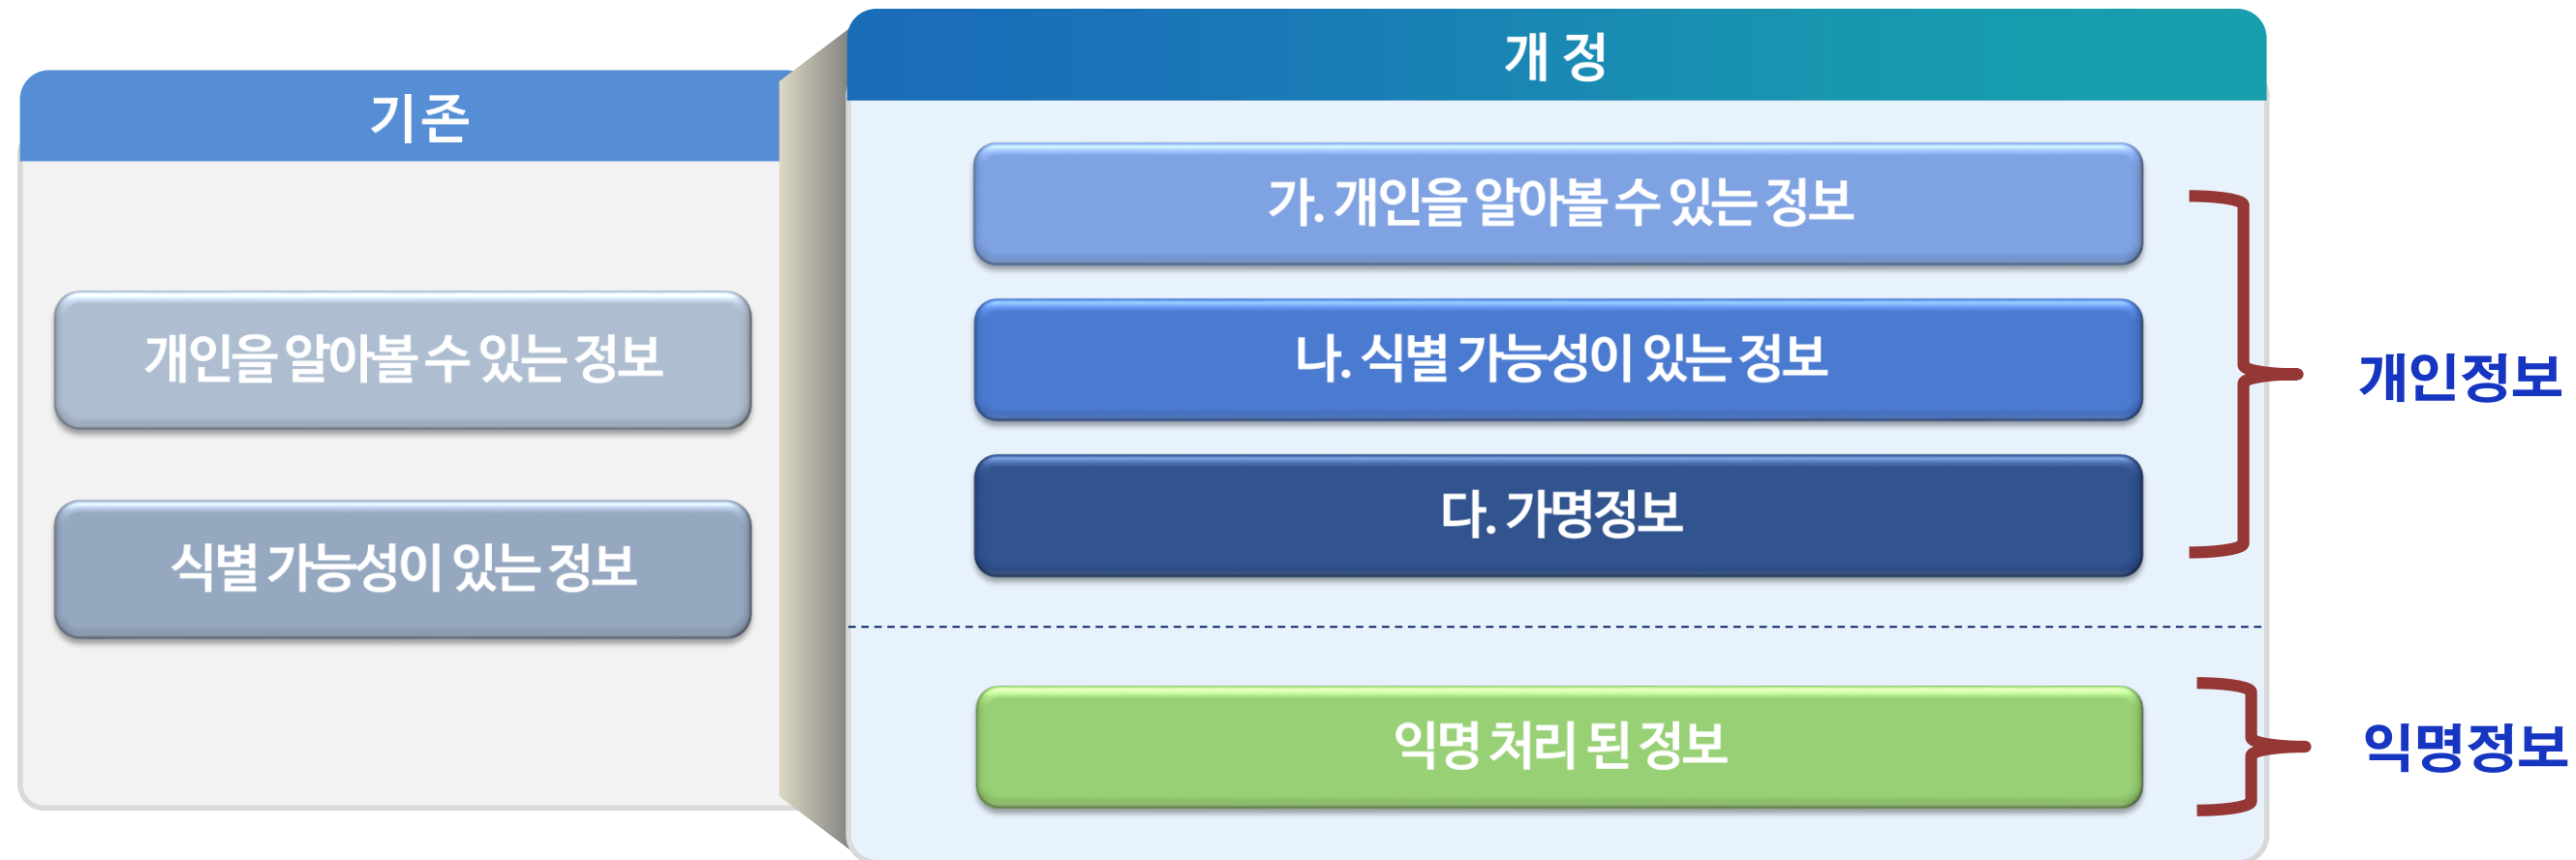 기존
개인을 알아볼 수 있는 정보
식별 가능성이 있는 정보
개 정
가. 개인을 알아볼 수 있는 정보
나. 식별 가능성이 있는 정보
다. 가명정보
개인정보
익명 처리 된 정보
익명정보